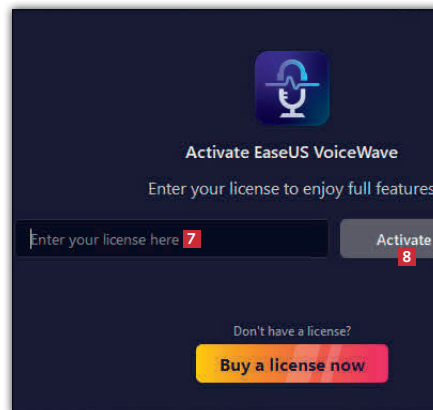 Activate EaseUS VoiceWave
Enter your license to enjoy full features
Enter your license here 7
Activate
8
Don't have a license?
Buy a license now